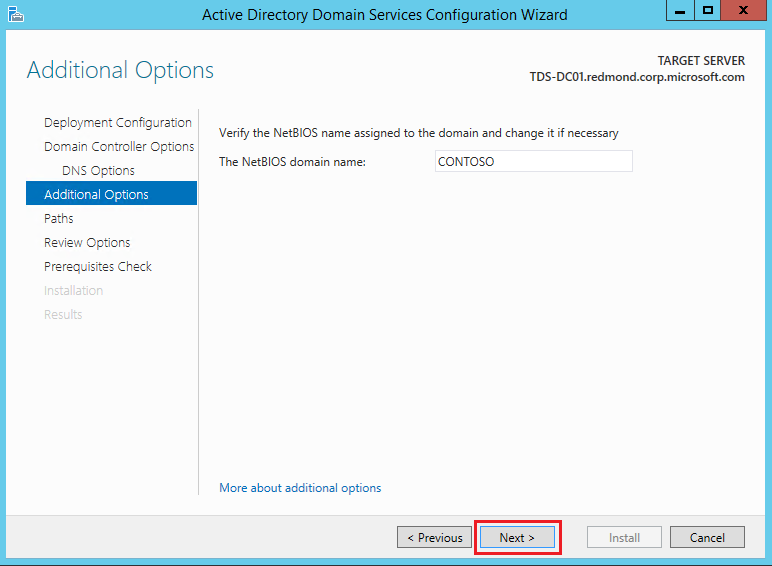 Active Directory Domain Services Configuration Wizard
Additional Options
TARGET SERVER
TDS-DC01.redmond.corp.microsoft.com
Deployment Configuration
Domain Controller Options
DNS Options
Additional Options
Paths
Review Options
Prerequisites Check
Installation
Results
Verify the NetBIOS name assigned to the domain and change it if necessary
The NetBIOS domain name: CONTOSO
More about additional options
< Previous Next > Install Cancel